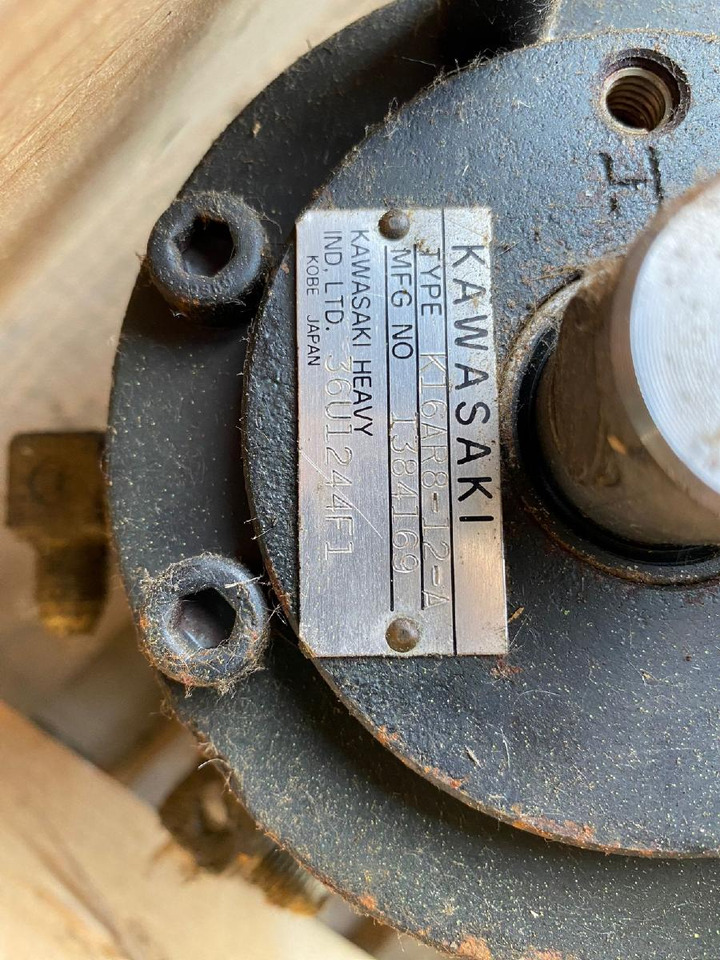 KAWASAKI
TYPE K16AR8-12-A
MFG NO 1384169
KAWASAKI HEAVY
IND, LTD. 36U1244F1
KOBE JAPAN